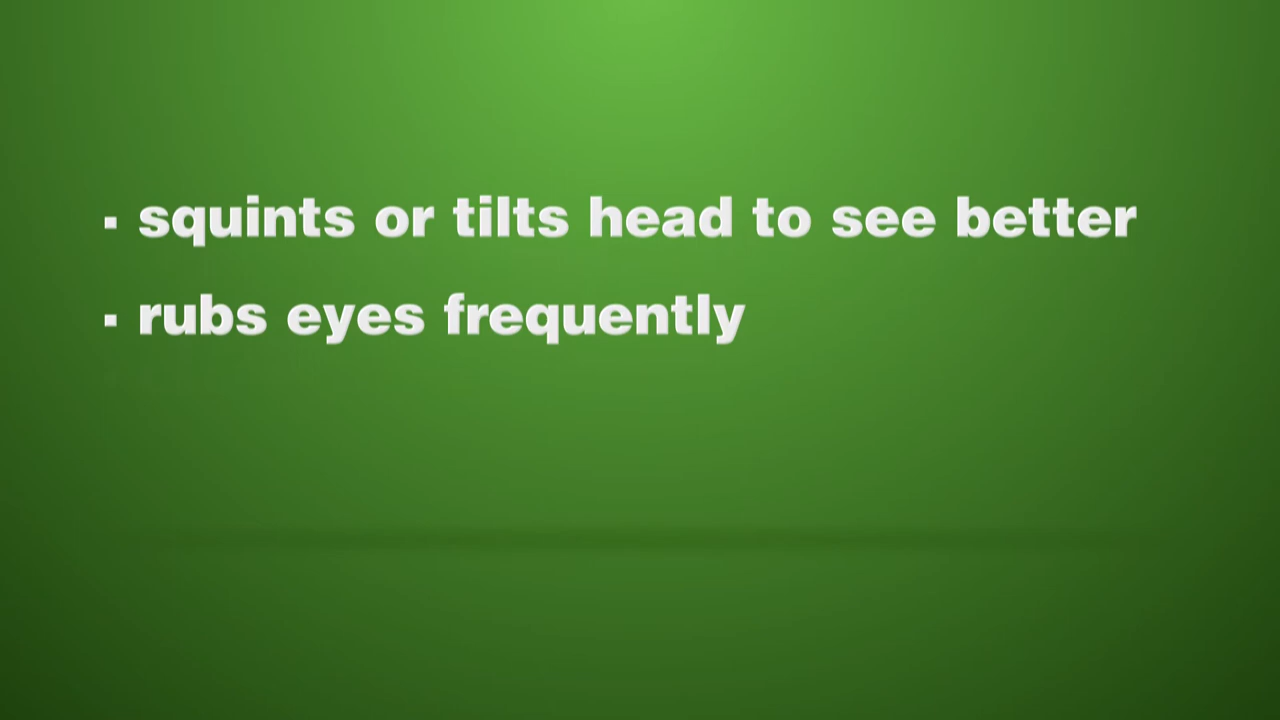 ▪ squints or tilts head to see better
▪ rubs eyes frequently